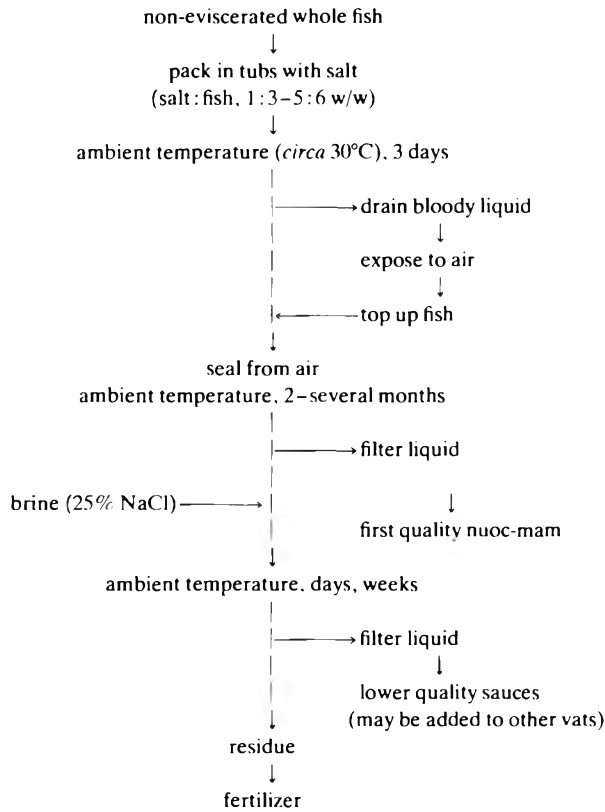 non-eviscerated whole fish
pack in tubs with salt
(salt : fish, 1 : 3–5 : 6 w/w)
ambient temperature (circa 30°C), 3 days
drain bloody liquid
expose to air
top up fish
seal from air
ambient temperature, 2–several months
filter liquid
brine (25% NaCl)
first quality nuoc-mam
ambient temperature, days, weeks
filter liquid
lower quality sauces
(may be added to other vats)
residue
fertilizer